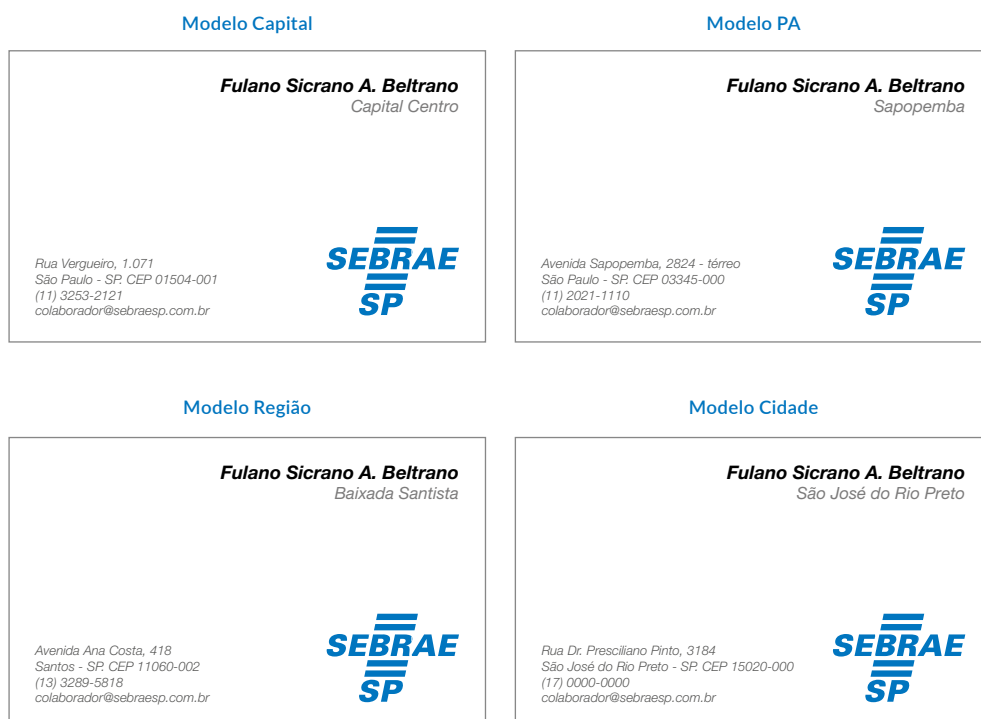 Modelo Capital
Fulano Sicrano A. Beltrano
Capital Centro
Rua Vergueiro, 1.071
São Paulo - SP. CEP 01504-001
(11) 3253-2121
colaborador@sebraesp.com.br
SEBRAE
SP
Modelo PA
Fulano Sicrano A. Beltrano
Sapopemba
Avenida Sapopemba, 2824 - térreo
São Paulo - SP. CEP 03345-000
(11) 2021-1110
colaborador@sebraesp.com.br
SEBRAE
SP
Modelo Região
Fulano Sicrano A. Beltrano
Baixada Santista
Avenida Ana Costa, 418
Santos - SP. CEP 11060-002
(13) 3289-5818
colaborador@sebraesp.com.br
SEBRAE
SP
Modelo Cidade
Fulano Sicrano A. Beltrano
São José do Rio Preto
Rua Dr. Presciliano Pinto, 3184
São José do Rio Preto - SP. CEP 15020-000
(17) 0000-0000
colaborador@sebraesp.com.br
SEBRAE
SP